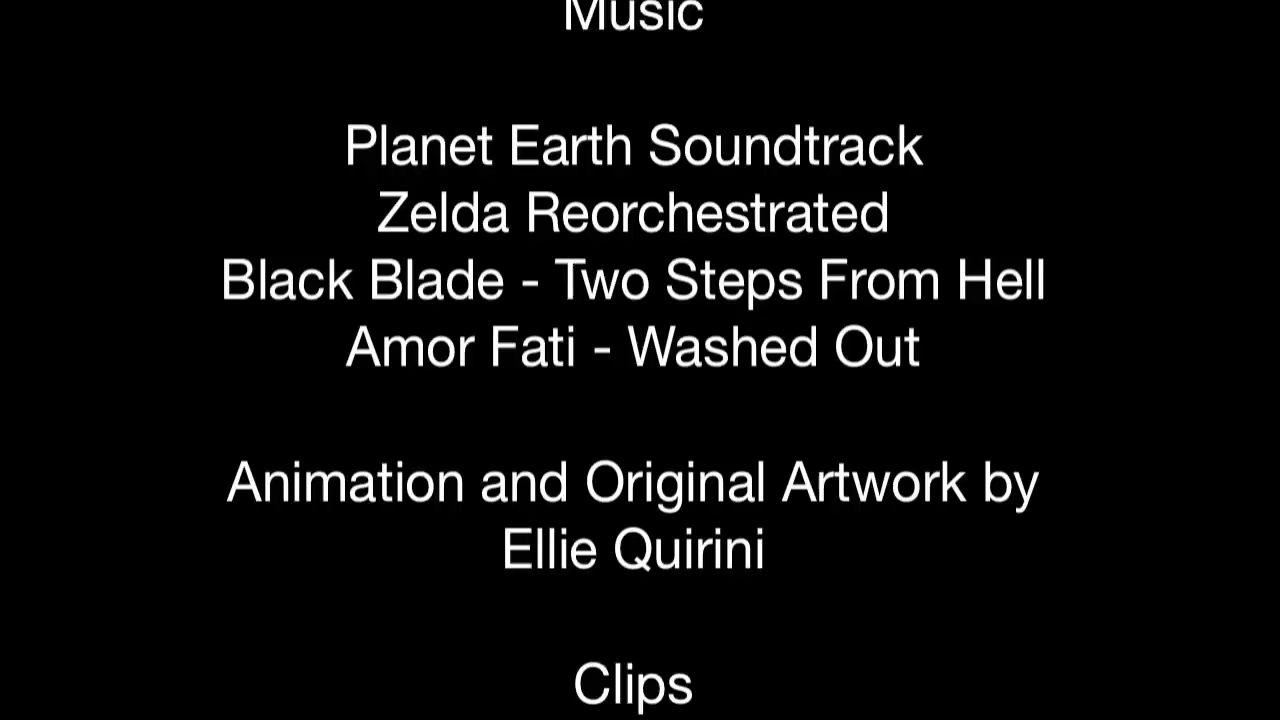 Music
Planet Earth Soundtrack
Zelda Reorchestrated
Black Blade - Two Steps From Hell
Amor Fati - Washed Out
Animation and Original Artwork by
Ellie Quirini
Clips